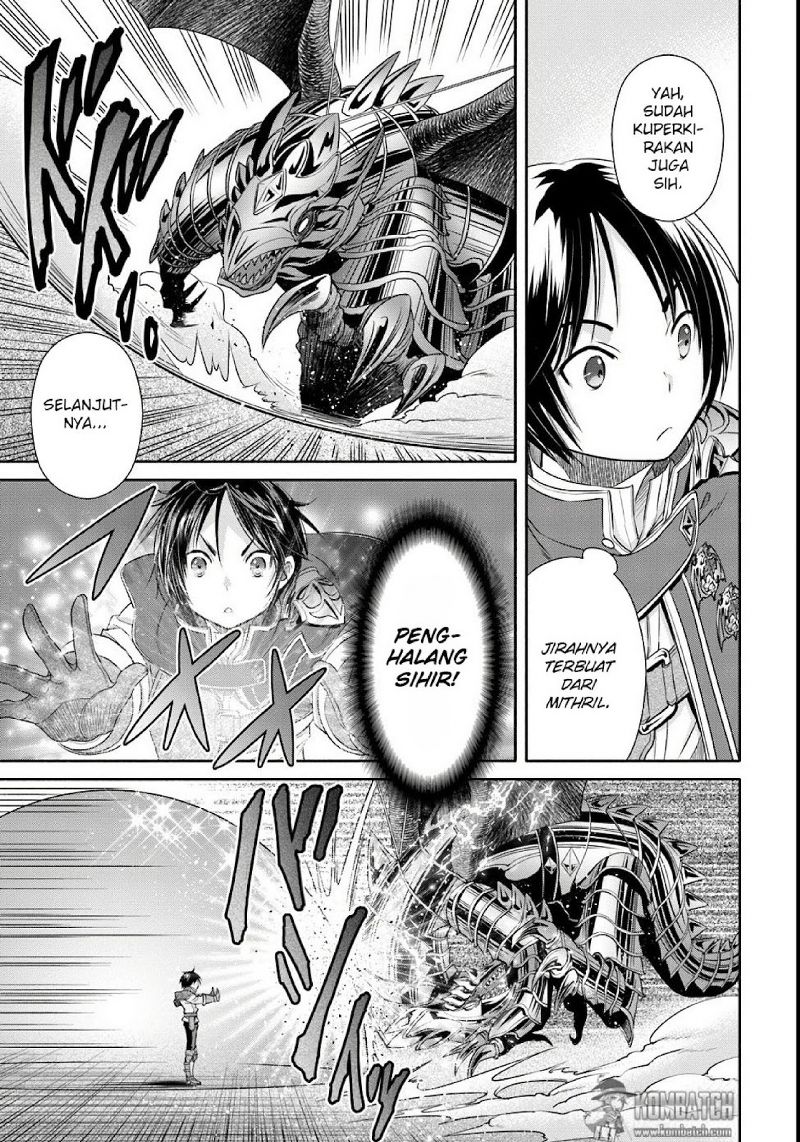 YAH,
SUDAH
KUPERKI-
RAKAN
JUGA
SIH.
JIRAHNYA
TERBUAT
DARI
MITHRIL.
SELANJUT-
NYA...
PENG-
HALANG
SIHIR!
KOMBATCH
www.kombatch.com